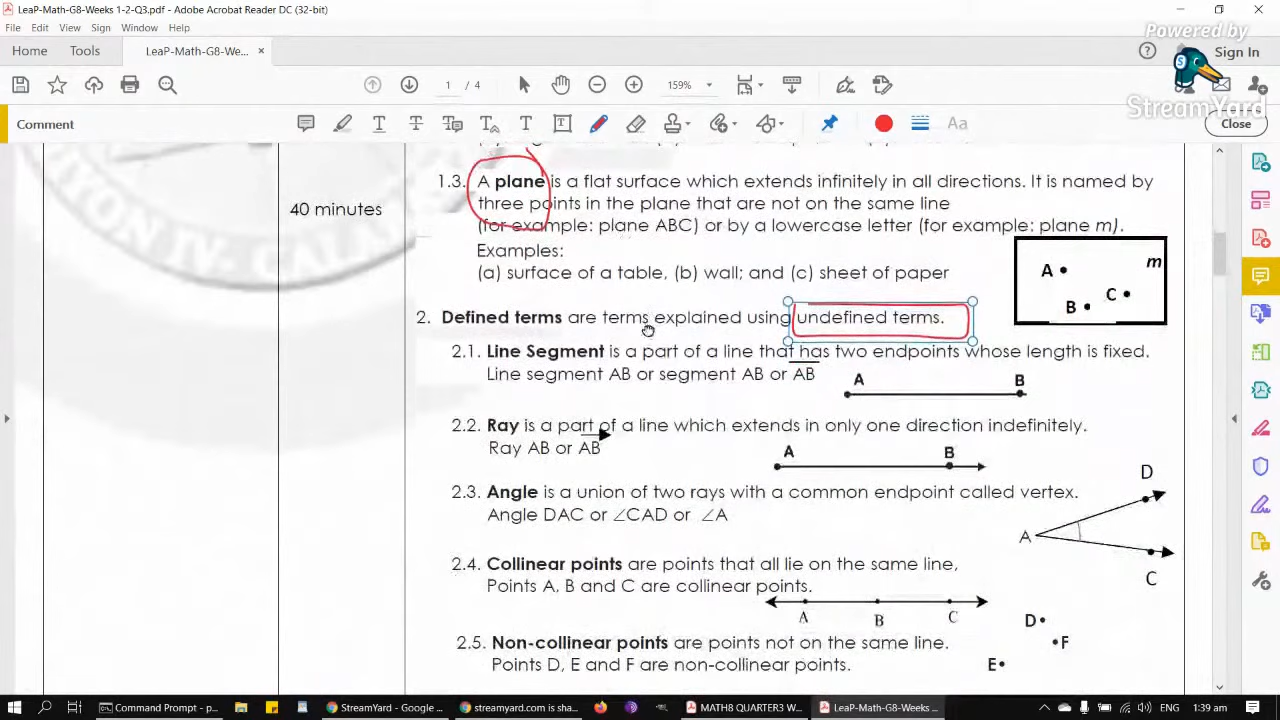 LeaP-Math-G8-Weeks 1-2-Q3.pdf - Adobe Acrobat Reader DC (32-bit)
File Edit View Sign Window Help
Powered by
Home Tools LeaP-Math-G8-We... × Sign In
StreamYard
1 / 4 159%
Comment Close
1.3. A plane is a flat surface which extends infinitely in all directions. It is named by
40 minutes
three points in the plane that are not on the same line
(for example: plane ABC) or by a lowercase letter (for example: plane m).
Examples:
(a) surface of a table, (b) wall; and (c) sheet of paper
A m
C
B
2. Defined terms are terms explained using undefined terms.
2.1. Line Segment is a part of a line that has two endpoints whose length is fixed.
Line segment AB or segment AB or AB
A B
2.2. Ray is a part of a line which extends in only one direction indefinitely.
Ray AB or AB
A B
2.3. Angle is a union of two rays with a common endpoint called vertex.
Angle DAC or ∠CAD or ∠A
D
A
C
2.4. Collinear points are points that all lie on the same line,
Points A, B and C are collinear points.
A B C
2.5. Non-collinear points are points not on the same line.
Points D, E and F are non-collinear points.
D
F
E
Command Prompt - p... StreamYard - Google ... streamyard.com is sha... MATH8 QUARTER3 W... LeaP-Math-G8-Weeks ... ENG 1:39 am